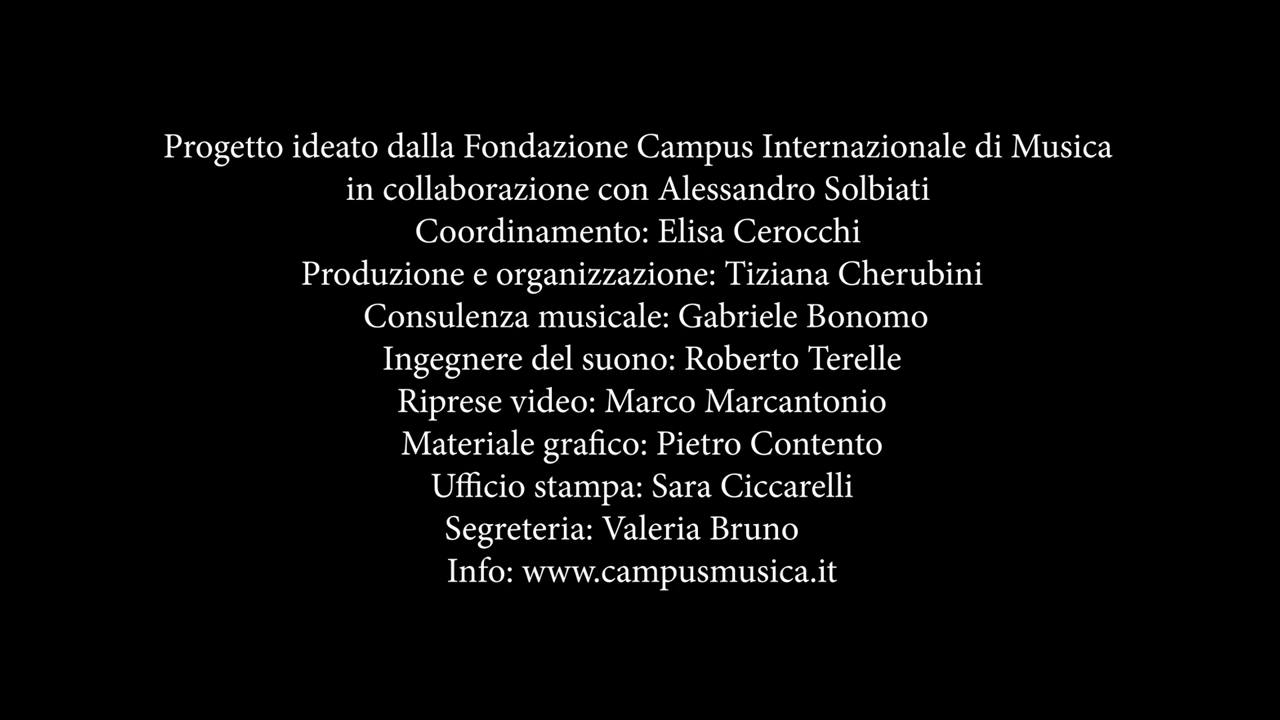 Progetto ideato dalla Fondazione Campus Internazionale di Musica
in collaborazione con Alessandro Solbiati
Coordinamento: Elisa Cerocchi
Produzione e organizzazione: Tiziana Cherubini
Consulenza musicale: Gabriele Bonomo
Ingegnere del suono: Roberto Terelle
Riprese video: Marco Marcantonio
Materiale grafico: Pietro Contento
Ufficio stampa: Sara Ciccarelli
Segreteria: Valeria Bruno
Info: www.campusmusica.it